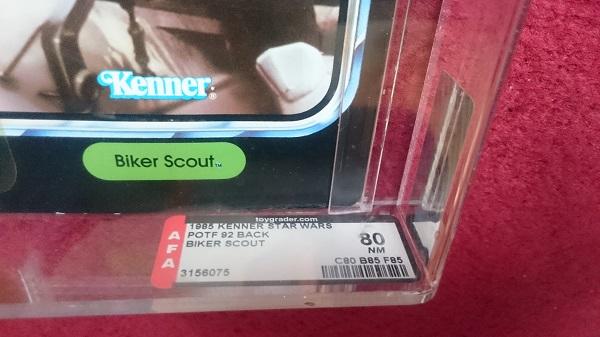 Kenner®
Biker Scout™
toygrader.com
AFA
1985 KENNER STAR WARS
POTF 92 BACK
BIKER SCOUT
80
NM
C80 B85 F85
3156075